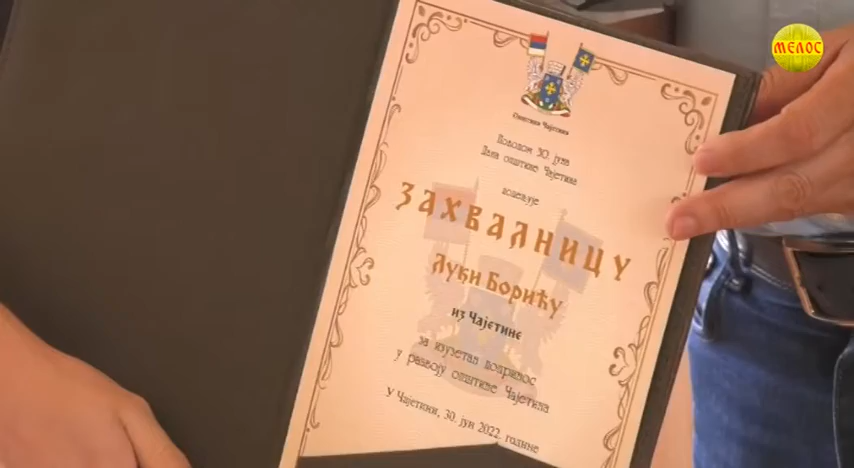 МЕЛОС
Општина Чајетина
Поводом 30. јуна
Дана општине Чајетина
додељује
ЗАХВАЛНИЦУ
Луки Борићу
из Чајетине
за изузетан допринос
у развоју општине Чајетина
У Чајетини, 30. јун 2022. године